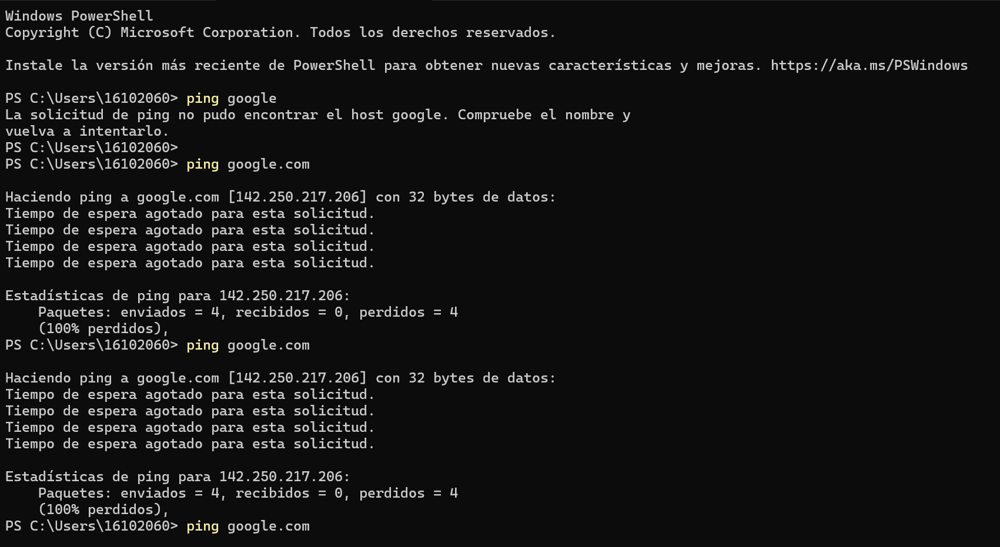 Windows PowerShell
Copyright (C) Microsoft Corporation. Todos los derechos reservados.
Instale la versión más reciente de PowerShell para obtener nuevas características y mejoras. https://aka.ms/PSWindows
PS C:\Users\16102060> ping google
La solicitud de ping no pudo encontrar el host google. Compruebe el nombre y
vuelva a intentarlo.
PS C:\Users\16102060>
PS C:\Users\16102060> ping google.com
Haciendo ping a google.com [142.250.217.206] con 32 bytes de datos:
Tiempo de espera agotado para esta solicitud.
Tiempo de espera agotado para esta solicitud.
Tiempo de espera agotado para esta solicitud.
Tiempo de espera agotado para esta solicitud.
Estadísticas de ping para 142.250.217.206:
    Paquetes: enviados = 4, recibidos = 0, perdidos = 4
    (100% perdidos),
PS C:\Users\16102060> ping google.com
Haciendo ping a google.com [142.250.217.206] con 32 bytes de datos:
Tiempo de espera agotado para esta solicitud.
Tiempo de espera agotado para esta solicitud.
Tiempo de espera agotado para esta solicitud.
Tiempo de espera agotado para esta solicitud.
Estadísticas de ping para 142.250.217.206:
    Paquetes: enviados = 4, recibidos = 0, perdidos = 4
    (100% perdidos),
PS C:\Users\16102060> ping google.com